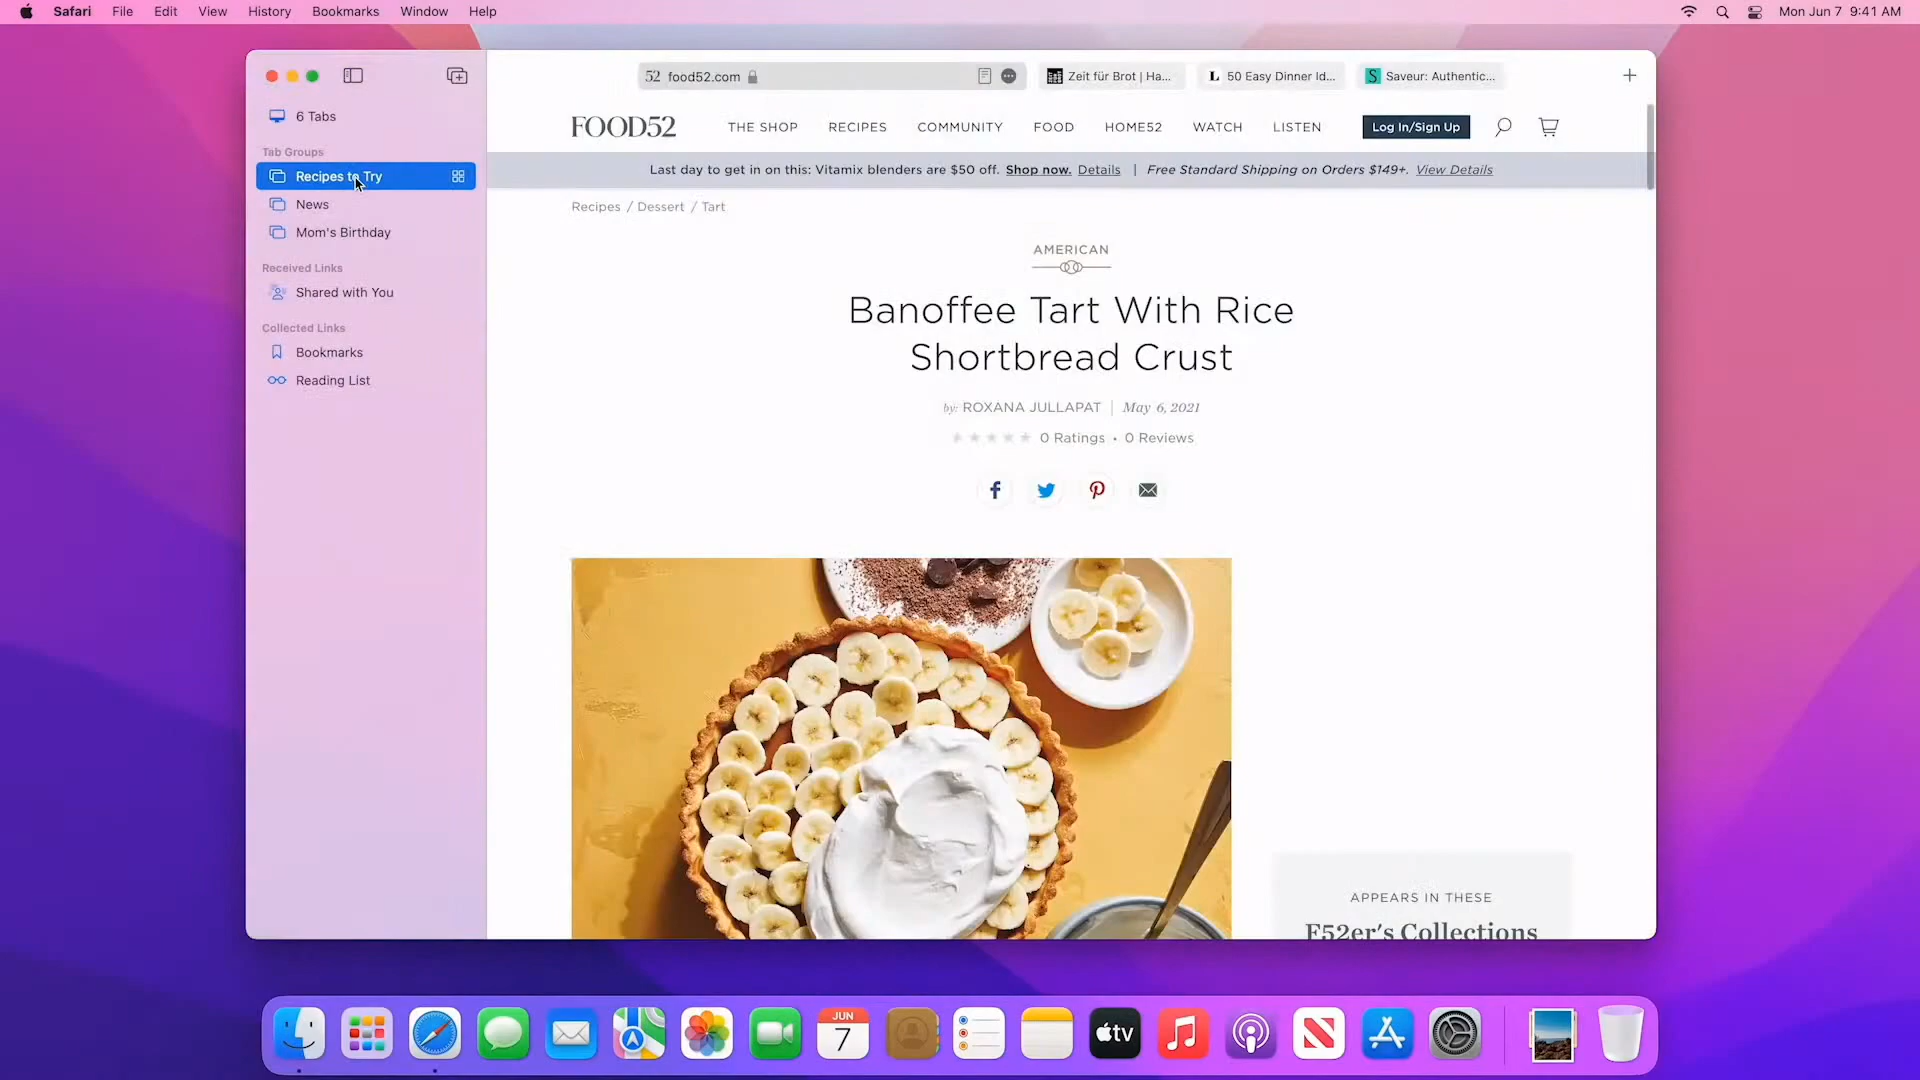 Safari File Edit View History Bookmarks Window Help
Mon Jun 7 9:41 AM
6 Tabs
Tab Groups
Recipes to Try
News
Mom's Birthday
Received Links
Shared with You
Collected Links
Bookmarks
Reading List
52 food52.com
Zeit für Brot | Ha...
L 50 Easy Dinner Id...
S Saveur: Authentic...
FOOD52
THE SHOP RECIPES COMMUNITY FOOD HOME52 WATCH LISTEN
Log In/Sign Up
Last day to get in on this: Vitamix blenders are $50 off. Shop now. Details | Free Standard Shipping on Orders $149+. View Details
Recipes / Dessert / Tart
AMERICAN
Banoffee Tart With Rice
Shortbread Crust
by: ROXANA JULLAPAT | May 6, 2021
0 Ratings • 0 Reviews
APPEARS IN THESE
F52er's Collections
JUN
7
tv